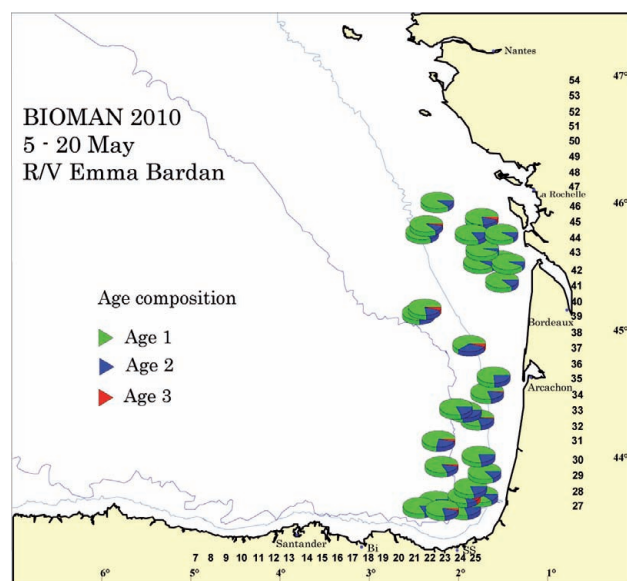 BIOMAN 2010
5 - 20 May
R/V Emma Bardan
Age composition
Age 1
Age 2
Age 3
Nantes
La Rochelle
Bordeaux
Arcachon
Santander
Bi
SS
47°
46°
45°
44°
54
53
52
51
50
49
48
47
46
45
44
43
42
41
40
39
38
37
36
35
34
33
32
31
30
29
28
27
7 8 9 10 11 12 13 14 15 16 17 18 19 20 21 22 23 24 25
6° 5° 4° 3° 2° 1°